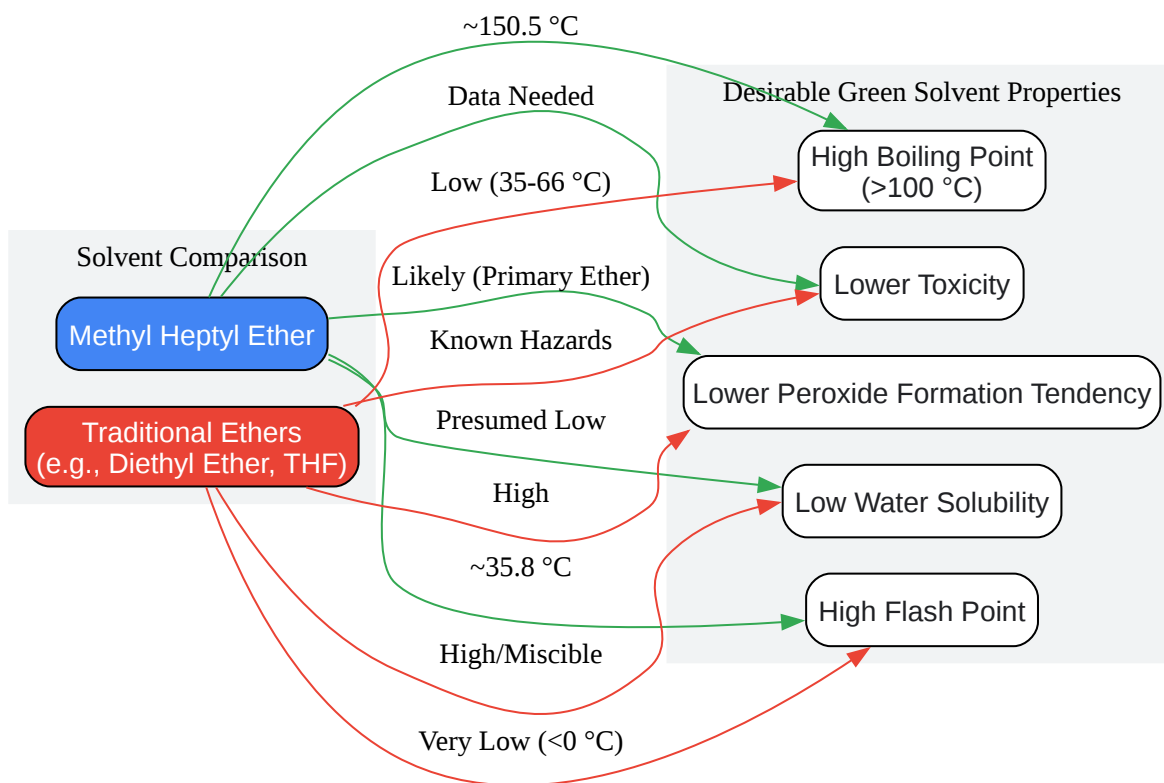 ~150.5 °C
Data Needed
Desirable Green Solvent Properties
High Boiling Point
(>100 °C)
Low (35-66 °C)
Solvent Comparison
Likely (Primary Ether)
Lower Toxicity
Methyl Heptyl Ether
Known Hazards
Lower Peroxide Formation Tendency
Presumed Low
Traditional Ethers
(e.g., Diethyl Ether, THF)
High
Low Water Solubility
~35.8 °C
High Flash Point
High/Miscible
Very Low (<0 °C)